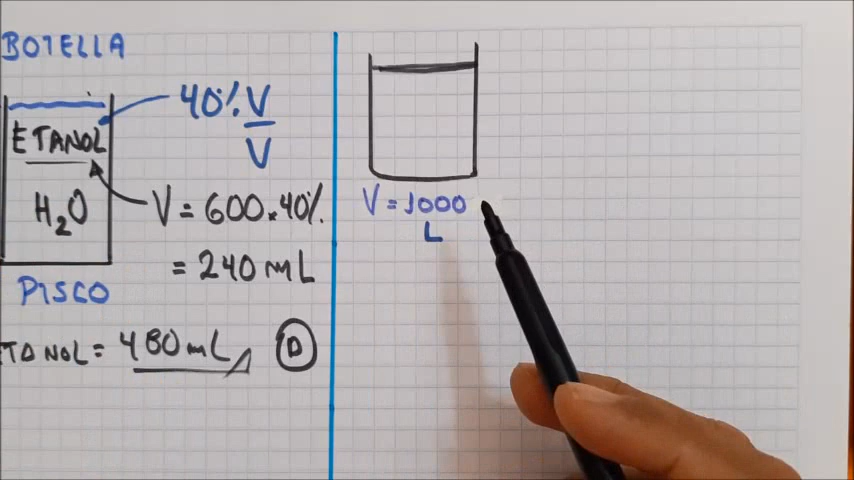 BOTELLA
ETANOL
H2O
PISCO
40% V/V
V = 600 × 40%
= 240 mL
TANOL = 480 mL
D
V = 1000
L